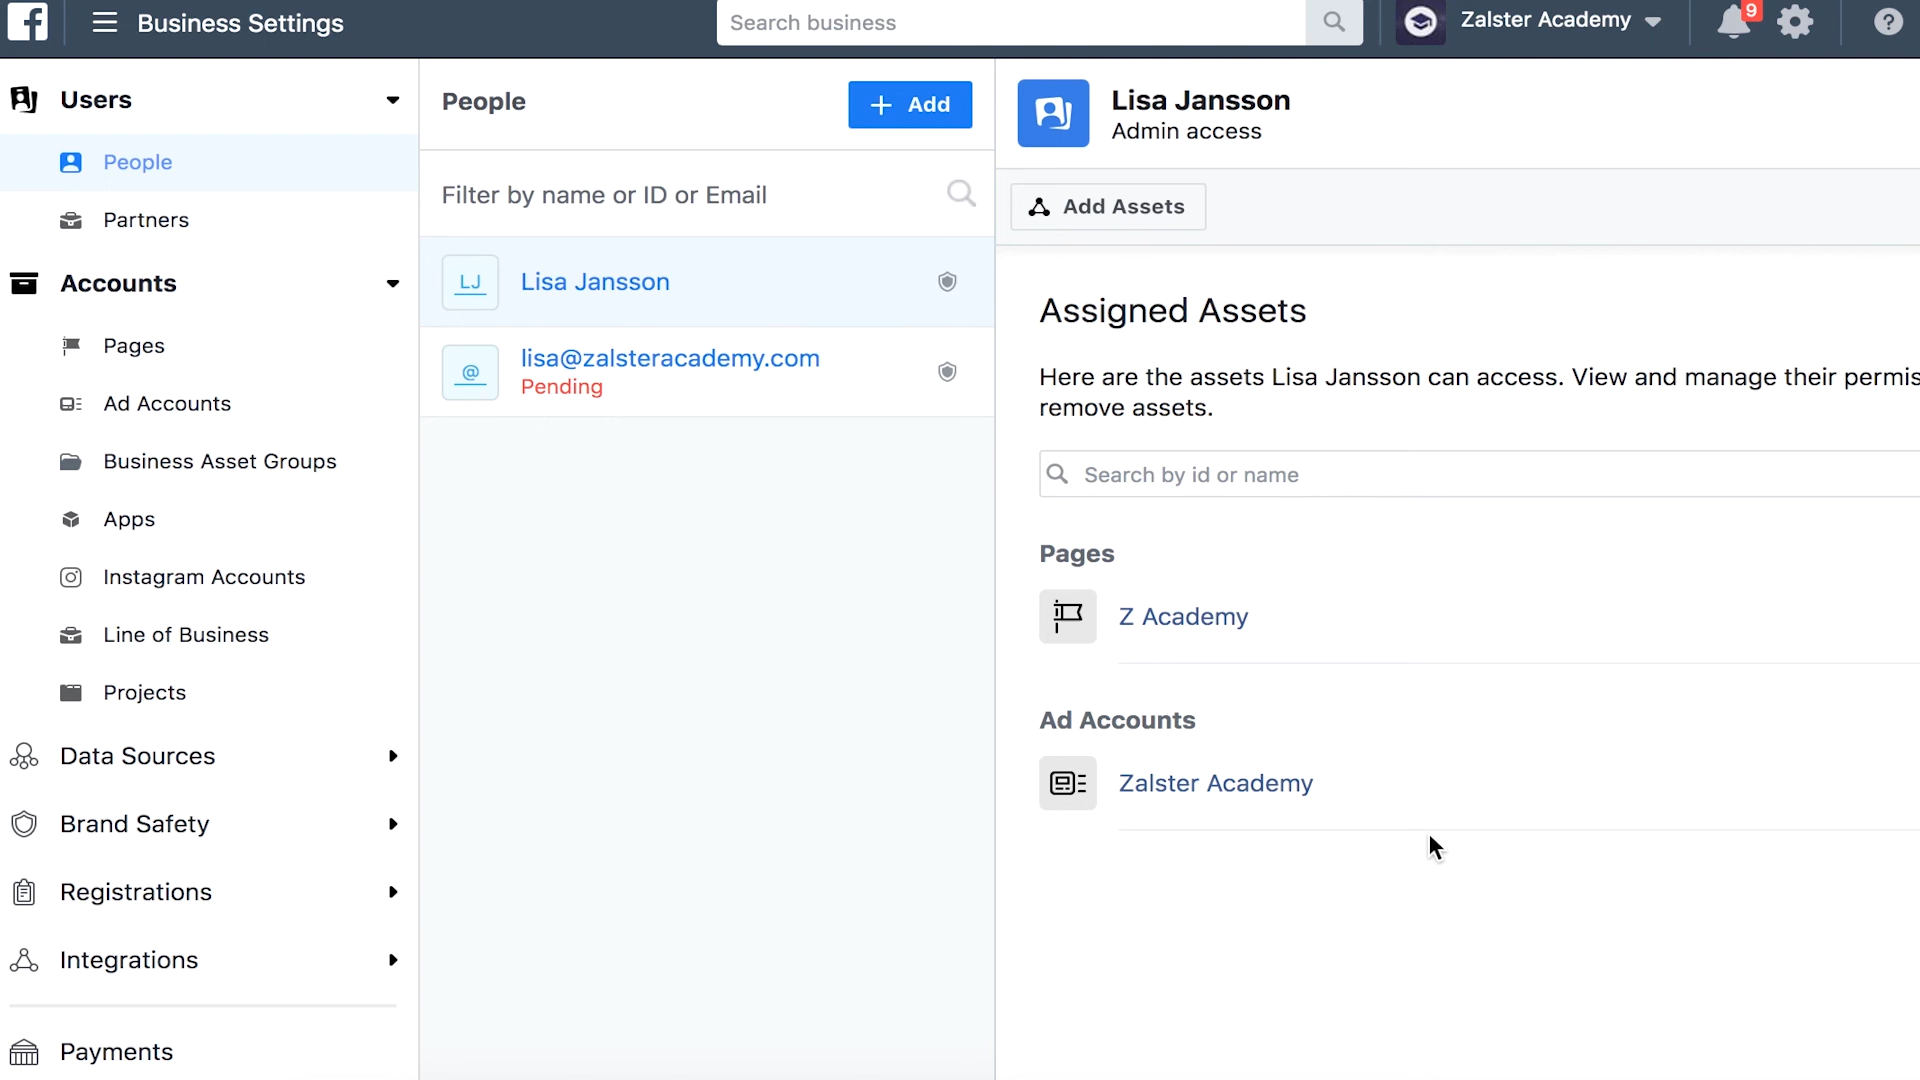 Business Settings
Search business
Zalster Academy
9
?
Users
People
Partners
Accounts
Pages
Ad Accounts
Business Asset Groups
Apps
Instagram Accounts
Line of Business
Projects
Data Sources
Brand Safety
Registrations
Integrations
Payments
People
+ Add
Filter by name or ID or Email
LJ
Lisa Jansson
@
lisa@zalsteracademy.com
Pending
Lisa Jansson
Admin access
Add Assets
Assigned Assets
Here are the assets Lisa Jansson can access. View and manage their permis
remove assets.
Search by id or name
Pages
Z Academy
Ad Accounts
Zalster Academy